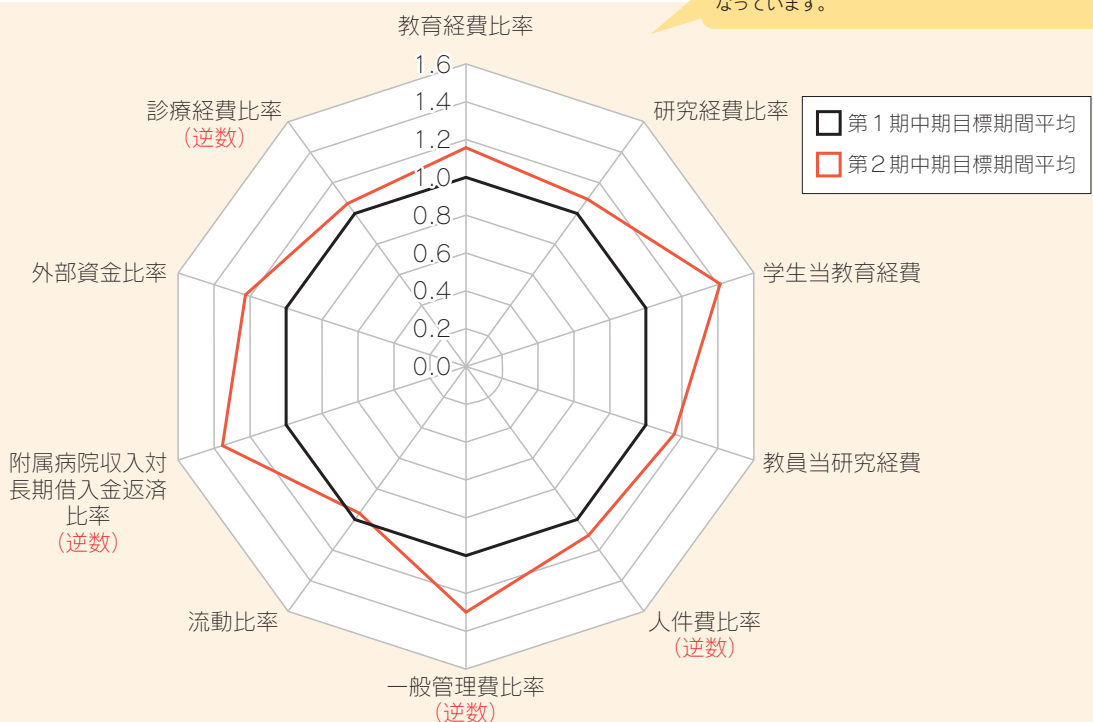 なっています。
教育経費比率
研究経費比率
学生当教育経費
教員当研究経費
人件費比率
（逆数）
一般管理費比率
（逆数）
流動比率
附属病院収入対
長期借入金返済
比率
（逆数）
外部資金比率
診療経費比率
（逆数）
1.6
1.4
1.2
1.0
0.8
0.6
0.4
0.2
0.0
第１期中期目標期間平均
第２期中期目標期間平均